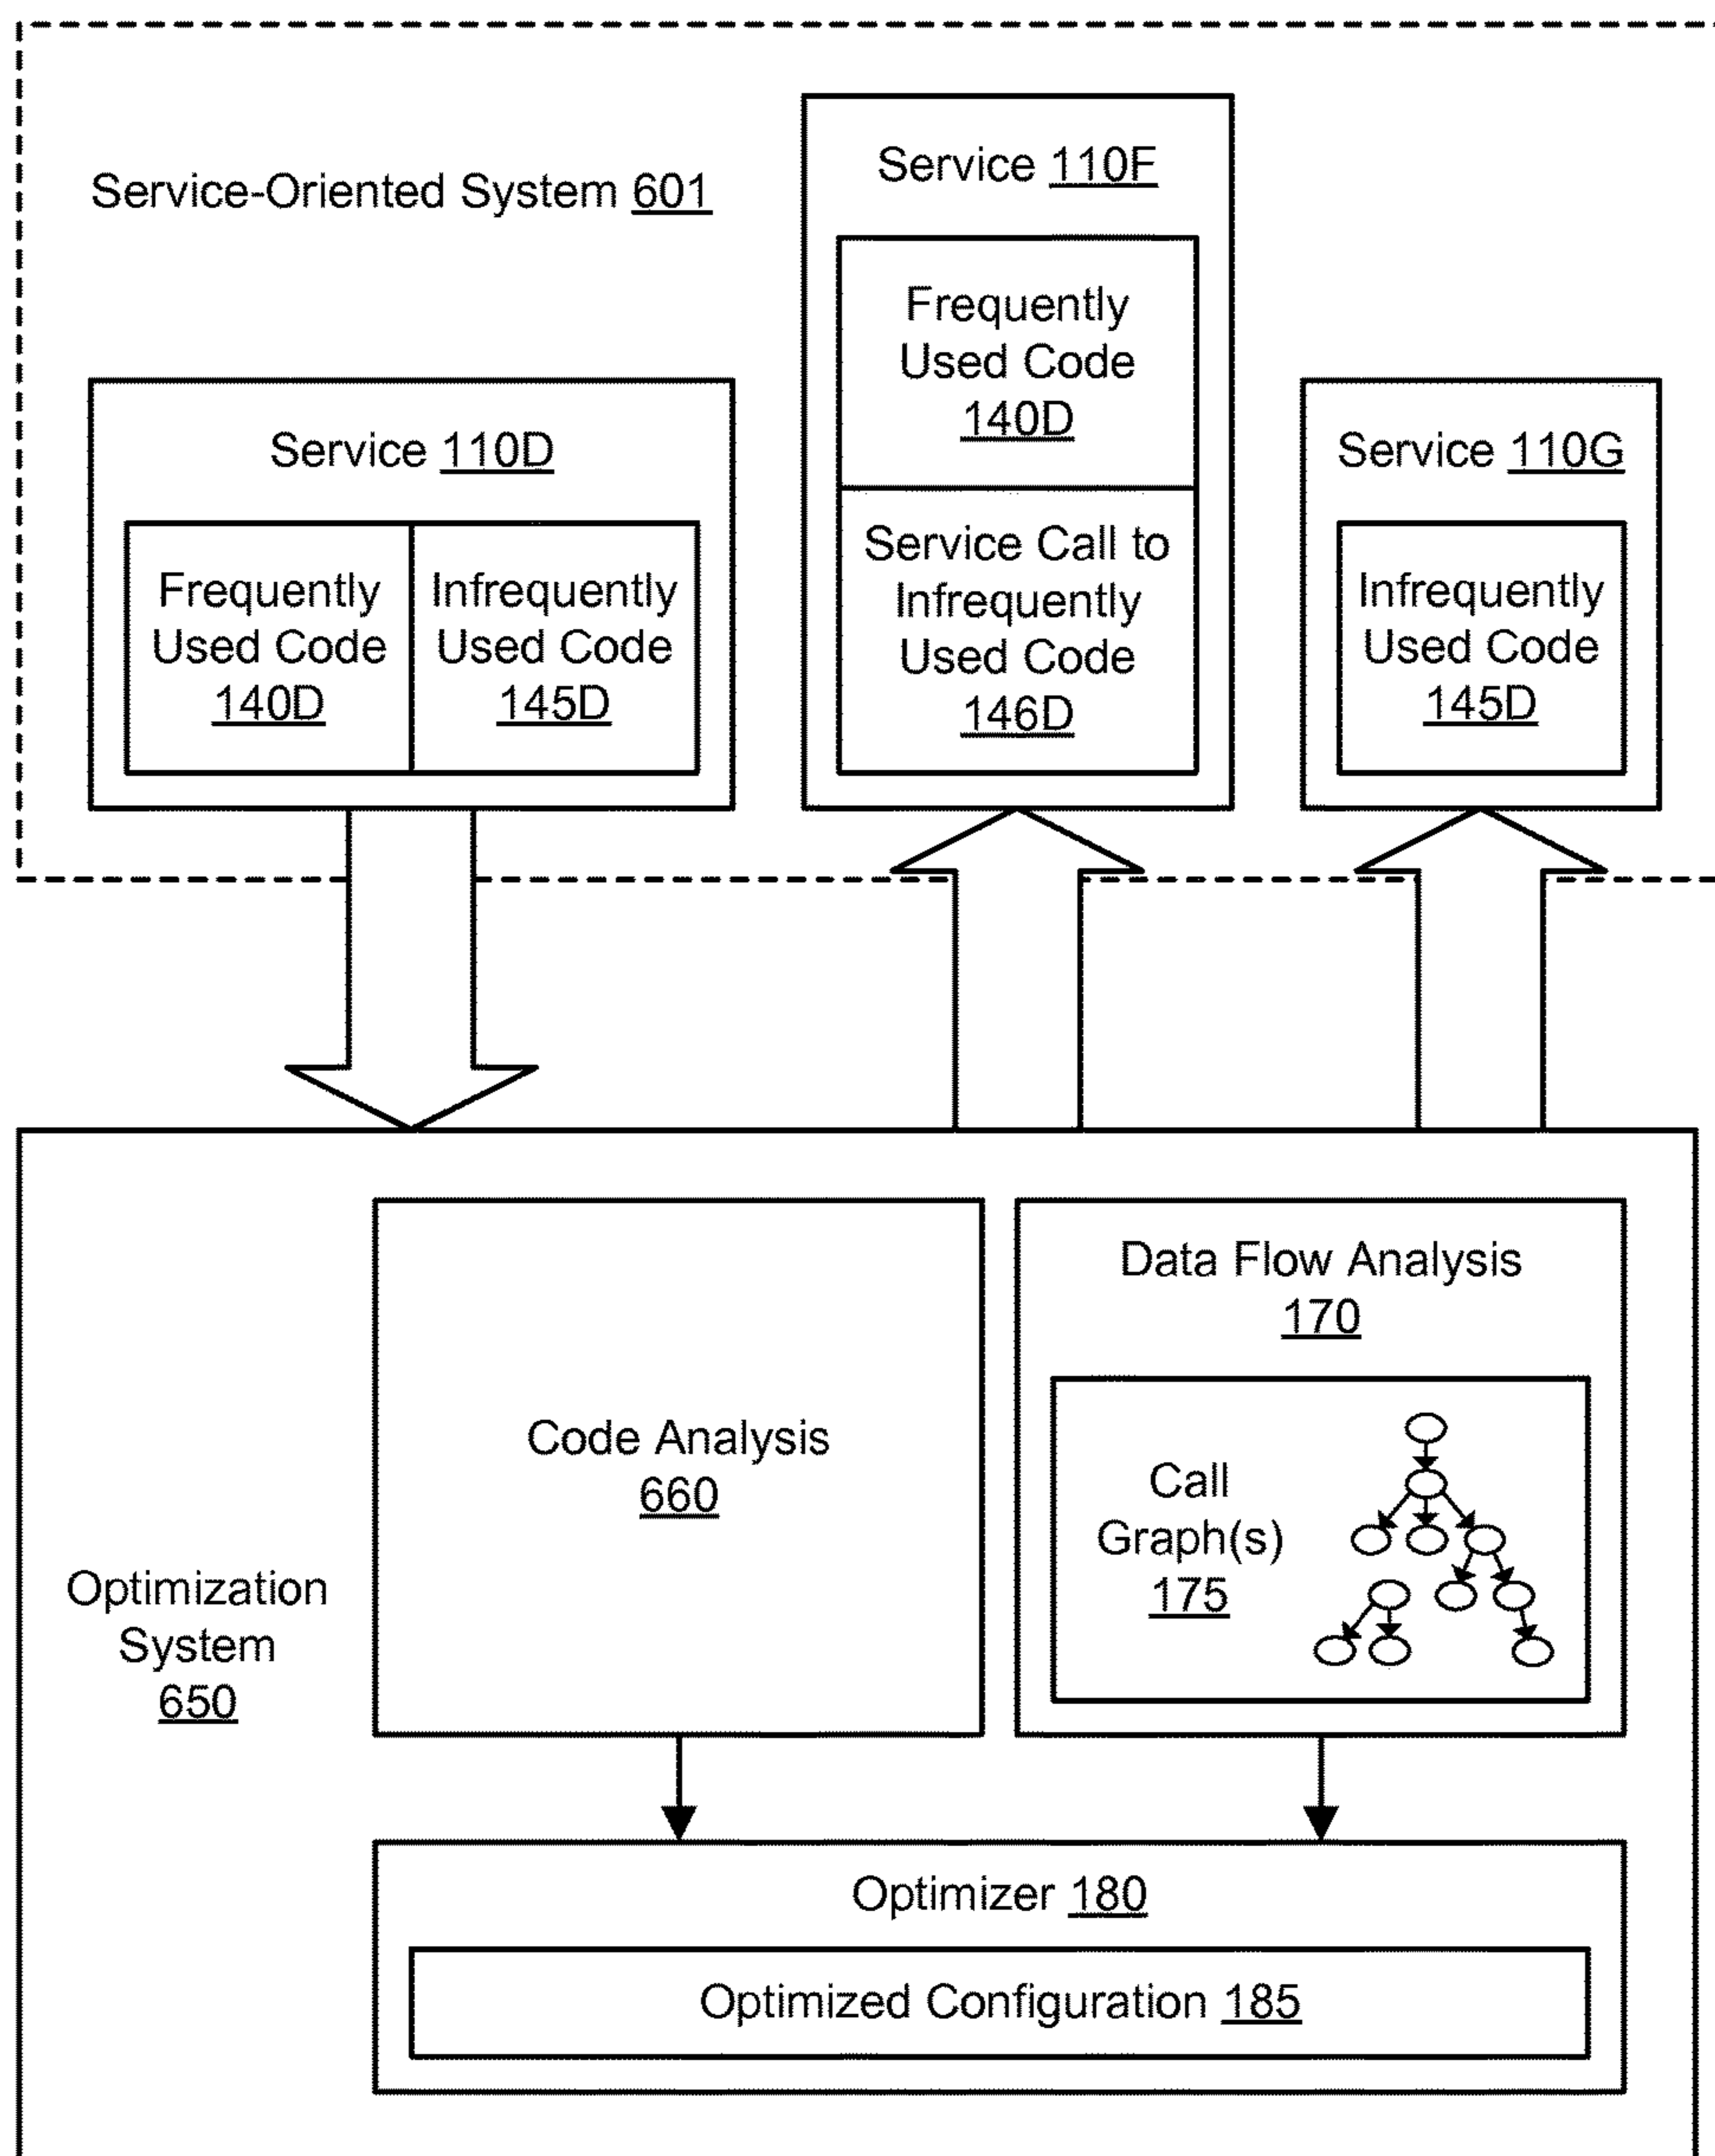 Service-Oriented System 601
Service 110F
Frequently
Used Code
140D
Service Call to
Infrequently
Used Code
146D
Service 110D
Frequently
Used Code
140D
Infrequently
Used Code
145D
Service 110G
Infrequently
Used Code
145D
Optimization
System
650
Code Analysis
660
Data Flow Analysis
170
Call
Graph(s)
175
Optimizer 180
Optimized Configuration 185